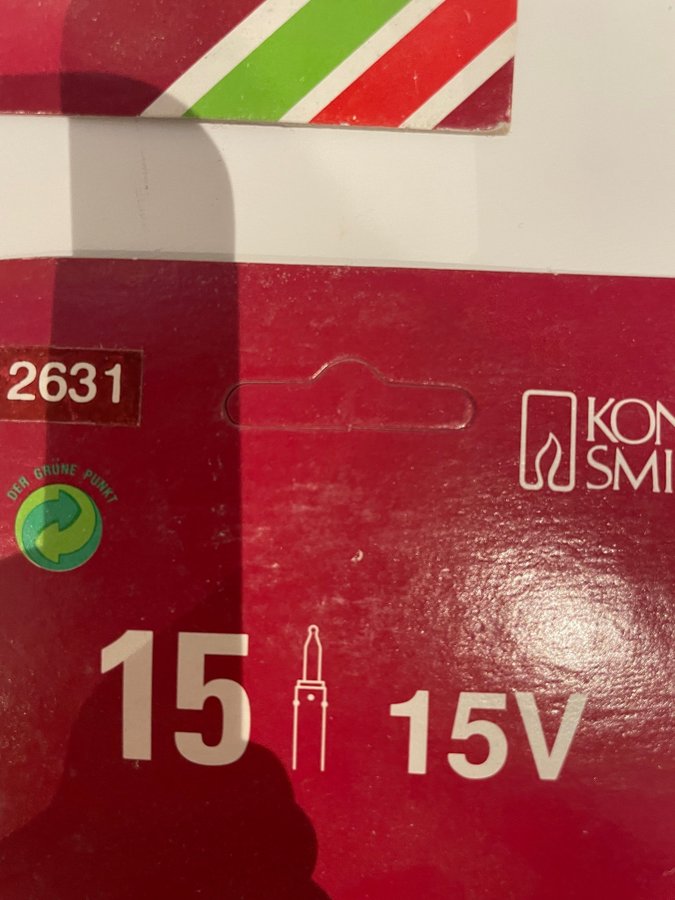 2631
DER GRÜNE PUNKT
KON
SMI
15
15V